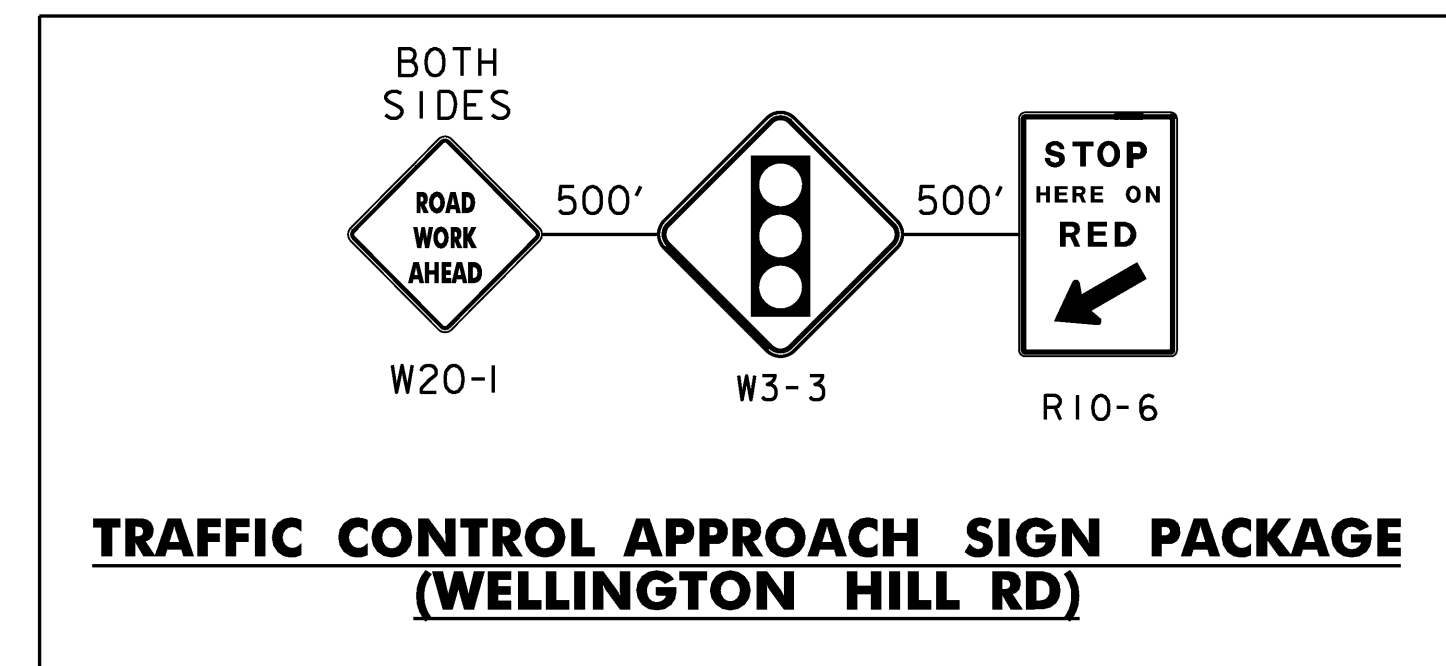 BOTH
SIDES
ROAD
WORK
AHEAD
W20-1
500'
W3-3
500'
STOP
HERE ON
RED
R10-6
TRAFFIC CONTROL APPROACH SIGN PACKAGE
(WELLINGTON HILL RD)